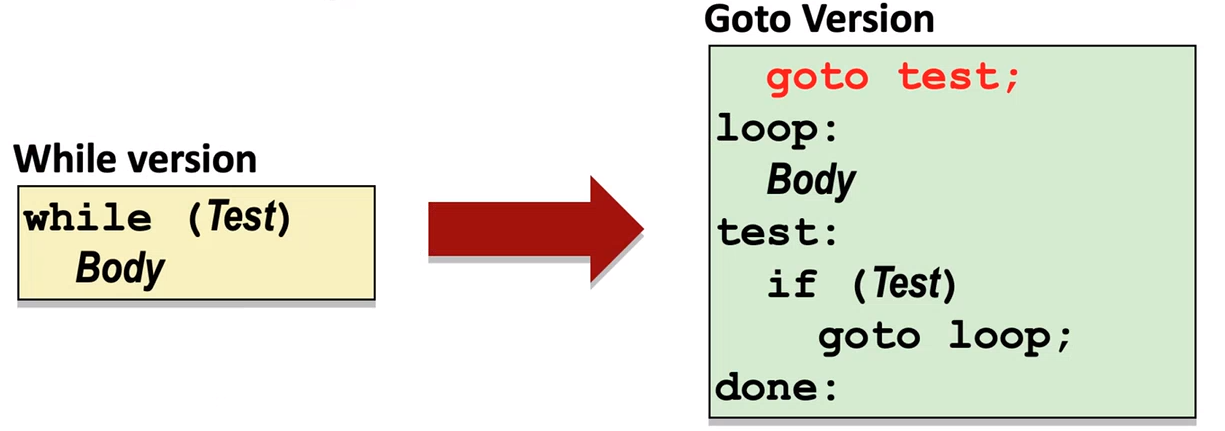 While version
while (Test)
Body
Goto Version
goto test;
loop:
Body
test:
if (Test)
goto loop;
done: